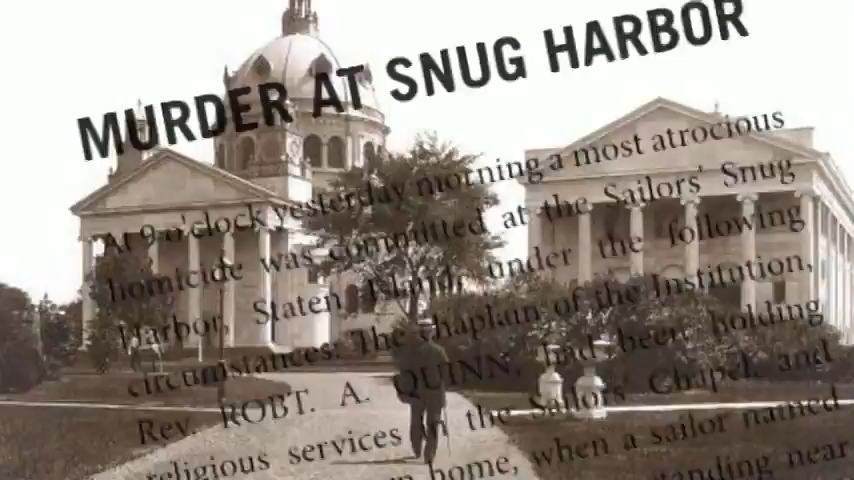 MURDER AT SNUG HARBOR
At 9 o'clock yesterday morning a most atrocious
homicide was committed at the Sailors' Snug
Harbor, Staten Island, under the following
circumstances: The chaplain of the Institution,
Rev. ROBT. A. QUINN, had been holding
religious services in the Sailors' Chapel, and
home, when a sailor named
standing near